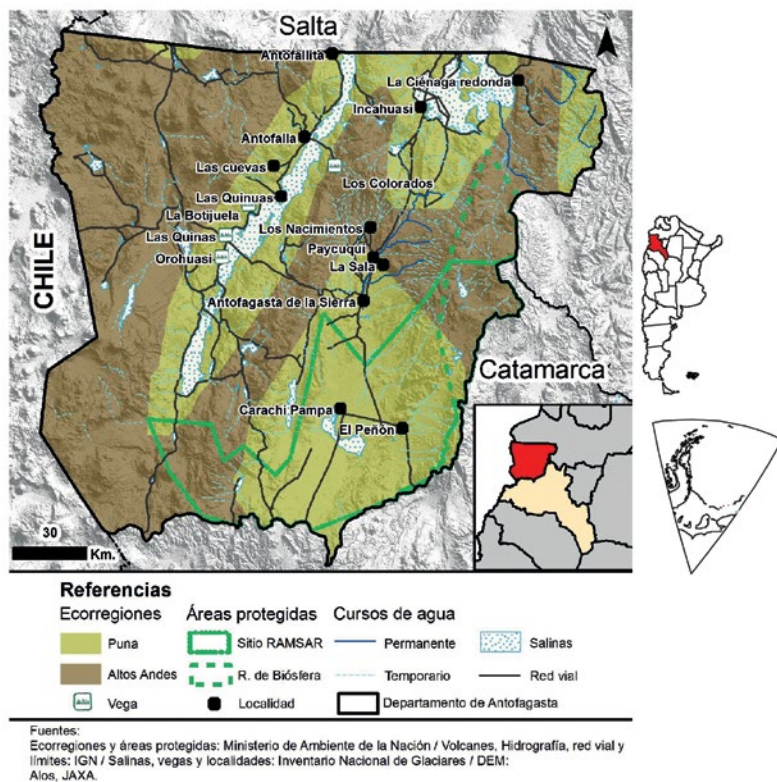 Salta
Antofallita
La Ciénaga redonda
Incahuasi
Antofalla
Las cuevas
Los Colorados
Las Quinuas
La Botijuela
Los Nacimientos
Las Quinas
Paycuqui
Orohuasi
La Sala
CHILE
Antofagasta de la Sierra
Catamarca
Carachi Pampa
El Peñón
30
Km.
Referencias
Ecorregiones Áreas protegidas Cursos de agua
Puna Sitio RAMSAR Permanente Salinas
Altos Andes R. de Biósfera Temporario Red vial
Vega Localidad Departamento de Antofagasta
Fuentes:
Ecorregiones y áreas protegidas: Ministerio de Ambiente de la Nación / Volcanes, Hidrografía, red vial y
límites: IGN / Salinas, vegas y localidades: Inventario Nacional de Glaciares / DEM:
Alos, JAXA.